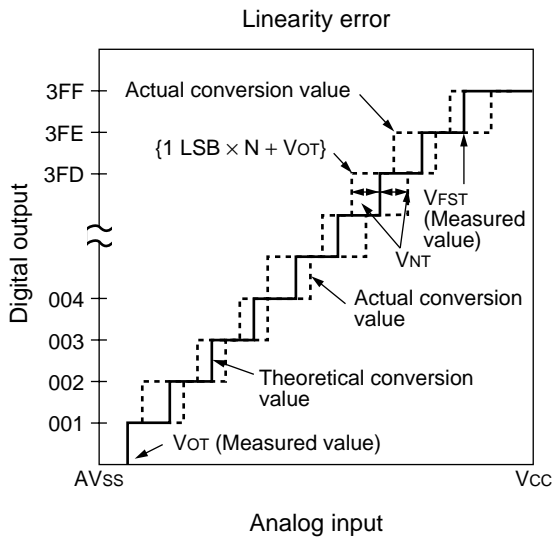 Linearity error
3FF
3FE
3FD
004
003
002
001
Digital output
Actual conversion value
{1 LSB × N + VOT}
VFST
(Measured
value)
VNT
Actual conversion
value
Theoretical conversion
value
VOT (Measured value)
AVSS
VCC
Analog input